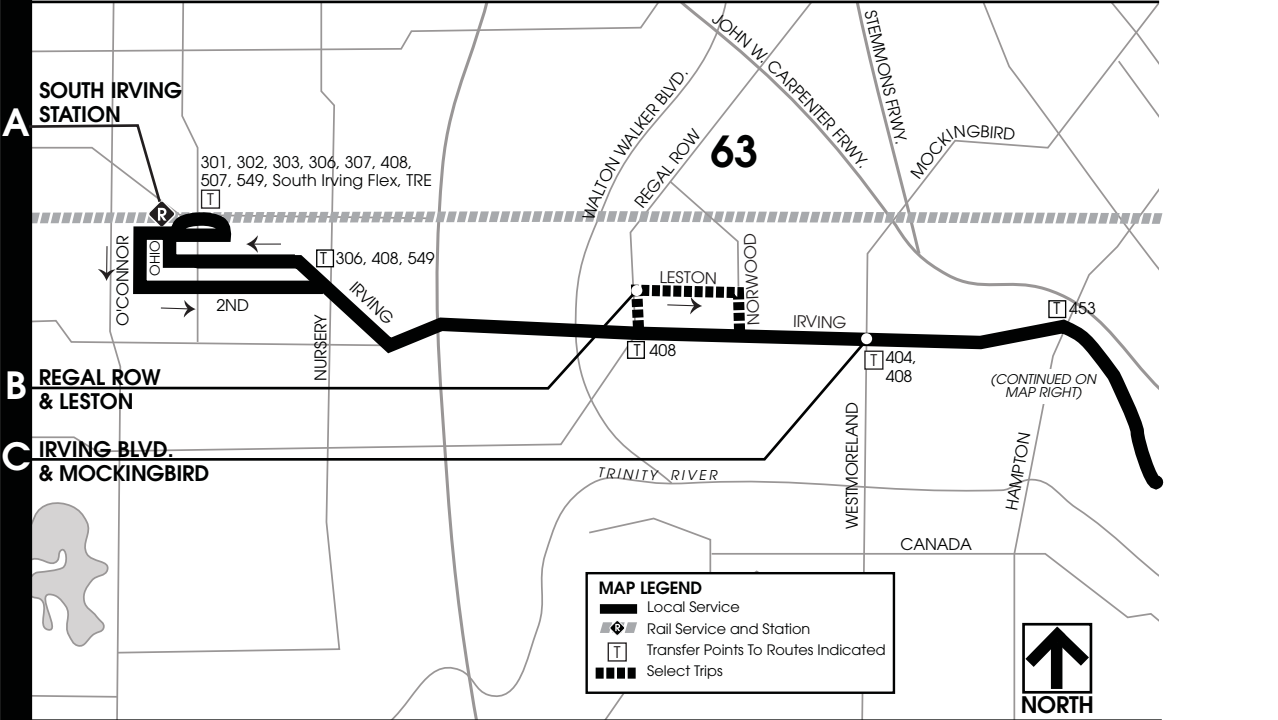 JOHN W. CARPENTER FRWY.
STEMMONS FRWY.
WALTON WALKER BLVD.
SOUTH IRVING
STATION
A
63
MOCKINGBIRD
REGAL ROW
301, 302, 303, 306, 307, 408,
507, 549, South Irving Flex, TRE
T
R
O'CONNOR
OHIO
T 306, 408, 549
IRVING
2ND
NURSERY
LESTON
NORWOOD
IRVING
T 453
T 408
T 404,
408
(CONTINUED ON
MAP RIGHT)
B
REGAL ROW
& LESTON
C
IRVING BLVD.
& MOCKINGBIRD
TRINITY RIVER
WESTMORELAND
HAMPTON
CANADA
MAP LEGEND
Local Service
R Rail Service and Station
T Transfer Points To Routes Indicated
Select Trips
NORTH